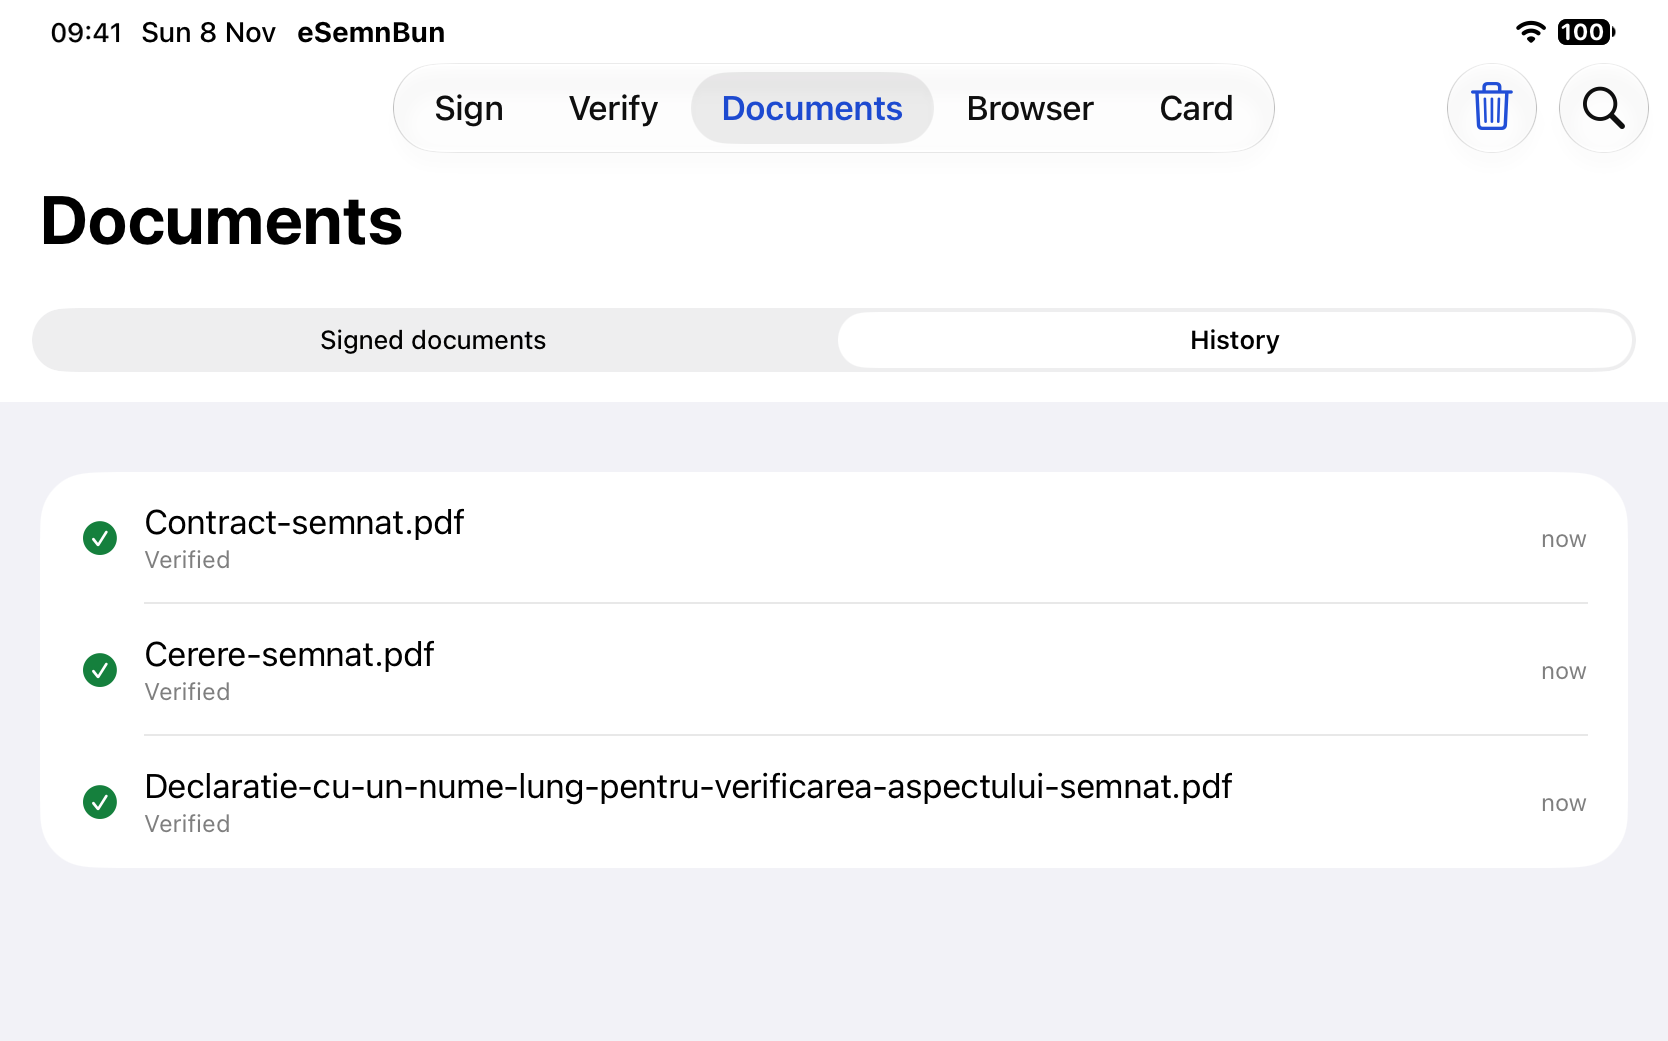 09:41 Sun 8 Nov eSemnBun
100
Sign Verify Documents Browser Card
Documents
Signed documents History
Contract-semnat.pdf
Verified
now
Cerere-semnat.pdf
Verified
now
Declaratie-cu-un-nume-lung-pentru-verificarea-aspectului-semnat.pdf
Verified
now